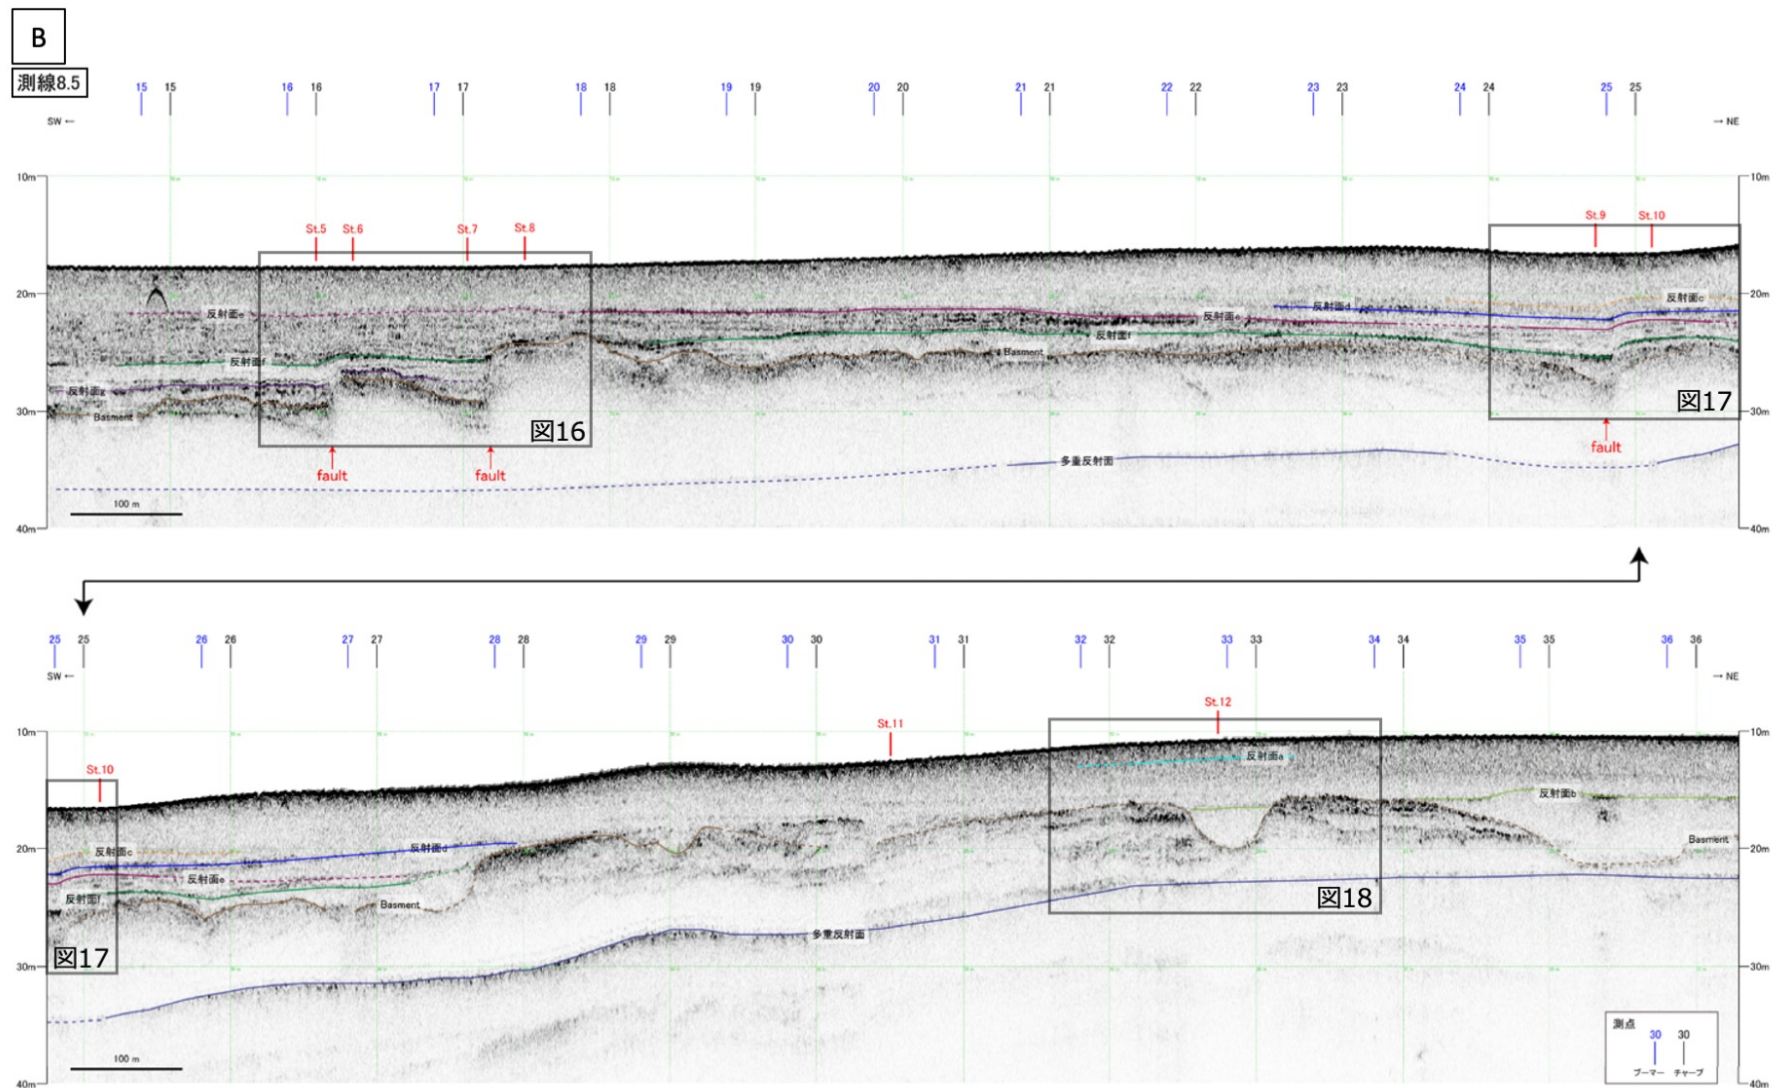 B
測線8.5
15 15 16 16 17 17 18 18 19 19 20 20 21 21 22 22 23 23 24 24 25 25
SW ← → NE
10m 10m
St.5 St.6 St.7 St.8 St.9 St.10
20m 20m
反射面e 反射面e 反射面d 反射面c
反射面f 反射面f
反射面g Basment
Basment
30m 30m
図16 図17
fault fault fault
多重反射面
100 m
40m 40m
25 25 26 26 27 27 28 28 29 29 30 30 31 31 32 32 33 33 34 34 35 35 36 36
SW ← → NE
St.12
St.11
10m 10m
St.10
反射面a
反射面b
20m 20m
反射面c 反射面d Basment
反射面e
反射面f Basment
図18
多重反射面
図17
30m 30m
測点
30 30
ブーマー チャープ
100 m
40m 40m